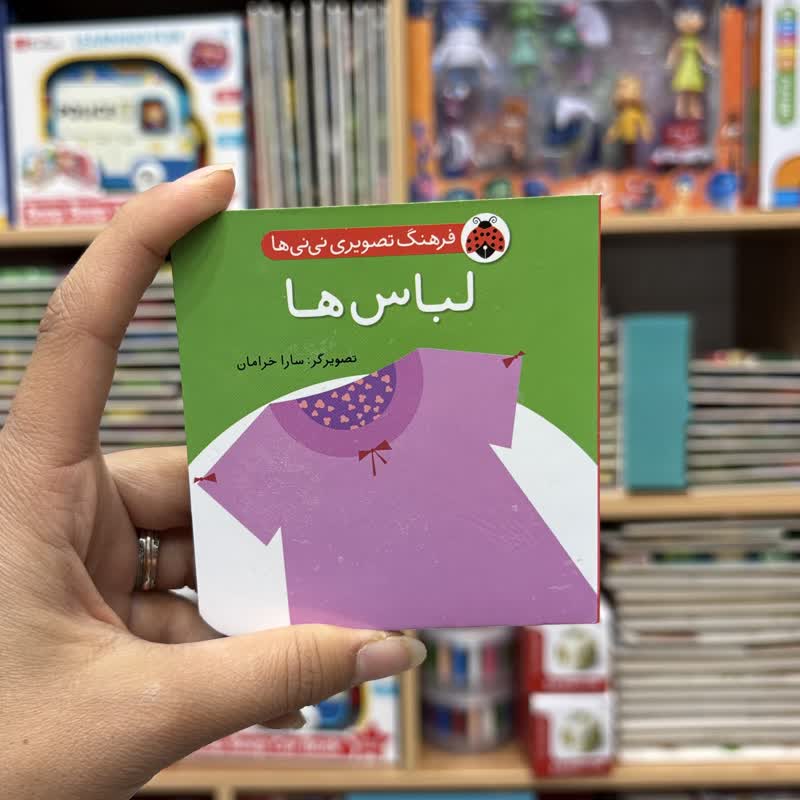 فرهنگ تصویری نی‌نی‌ها
لباس‌ها
تصویرگر: سارا خرامان